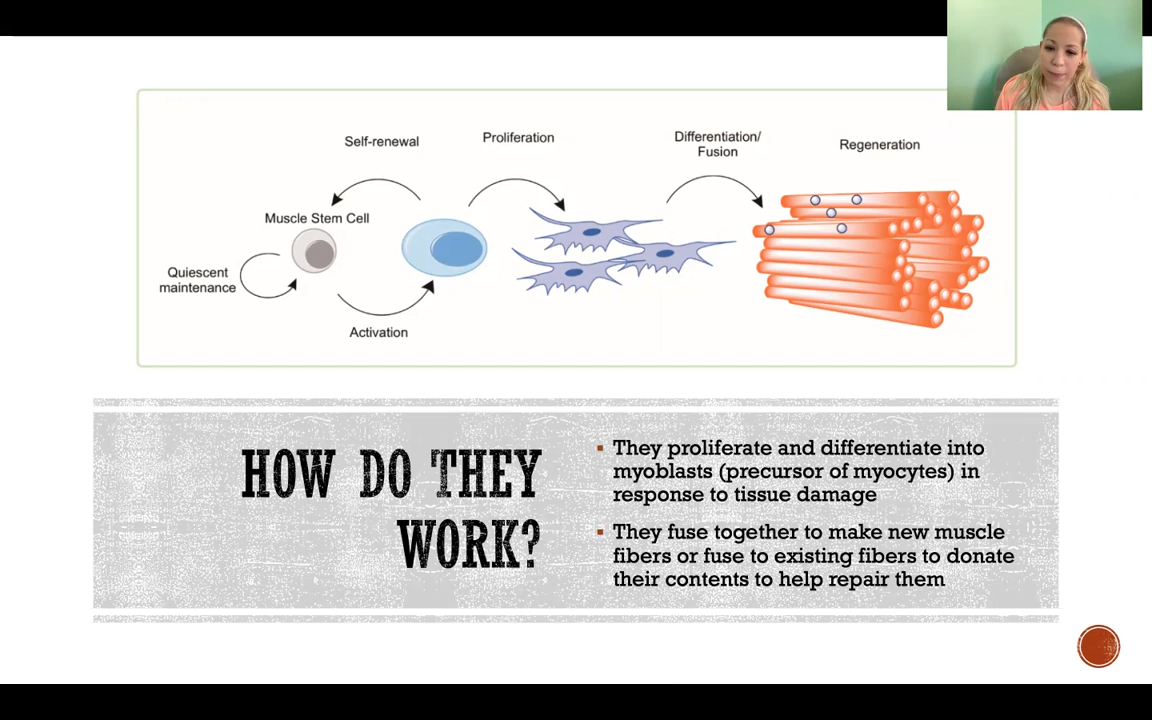 Self-renewal
Proliferation
Differentiation/
Fusion
Regeneration
Muscle Stem Cell
Quiescent
maintenance
Activation
HOW DO THEY
WORK?
▪ They proliferate and differentiate into
myoblasts (precursor of myocytes) in
response to tissue damage
▪ They fuse together to make new muscle
fibers or fuse to existing fibers to donate
their contents to help repair them